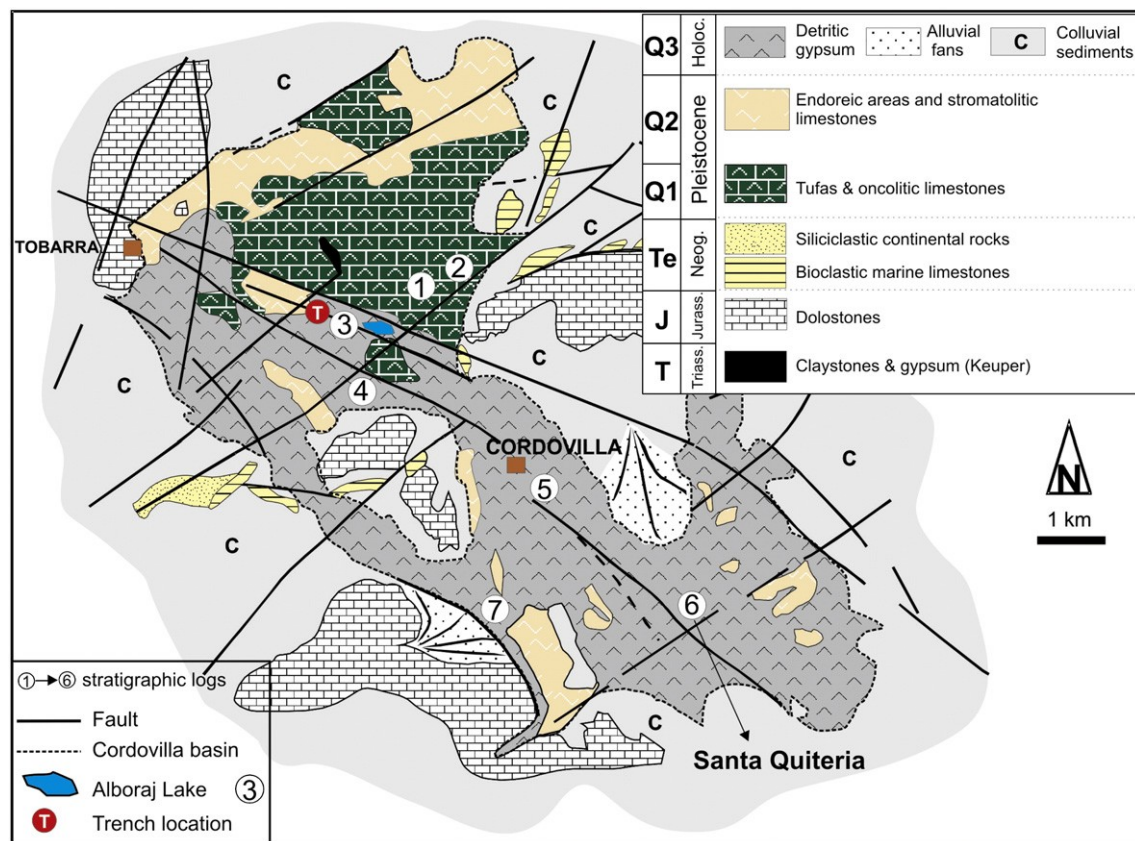 Q3
Holoc.
Detritic
gypsum
Alluvial
fans
C
Colluvial
sediments
Q2
Pleistocene
Endoreic areas and stromatolitic
limestones
Q1
Tufas & oncolitic limestones
Te
Neog.
Siliciclastic continental rocks
Bioclastic marine limestones
J
Jurass.
Dolostones
T
Triass.
Claystones & gypsum (Keuper)
C
C
C
TOBARRA
2
1
T
3
C
C
4
CORDOVILLA
C
5
N
1 km
C
6
7
C
Santa Quiteria
1 6 stratigraphic logs
Fault
Cordovilla basin
Alboraj Lake 3
T Trench location